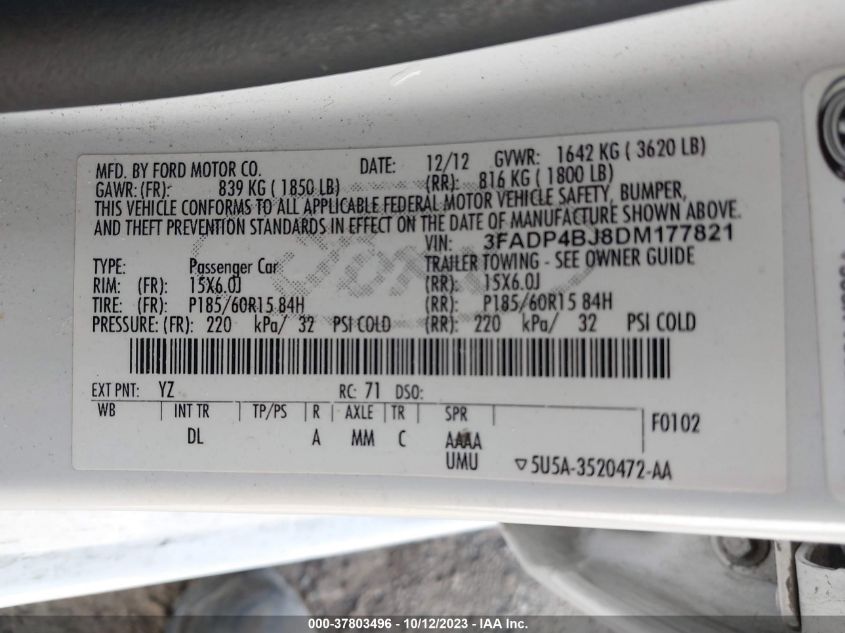 MFD. BY FORD MOTOR CO. DATE: 12/12 GVWR: 1642 KG ( 3620 LB)
GAWR: (FR): 839 KG ( 1850 LB) (RR): 816 KG ( 1800 LB)
THIS VEHICLE CONFORMS TO ALL APPLICABLE FEDERAL MOTOR VEHICLE SAFETY, BUMPER,
AND THEFT PREVENTION STANDARDS IN EFFECT ON THE DATE OF MANUFACTURE SHOWN ABOVE.
VIN: 3FADP4BJ8DM177821
TYPE: Passenger Car TRAILER TOWING - SEE OWNER GUIDE
RIM: (FR): 15X6.0J (RR): 15X6.0J
TIRE: (FR): P185/60R15 84H (RR): P185/60R15 84H
PRESSURE: (FR): 220 kPa/ 32 PSI COLD (RR): 220 kPa/ 32 PSI COLD
EXT PNT: YZ RC: 71 DSO:
WB INT TR TP/PS R AXLE TR SPR F0102
DL A MM C AAAA
UMU ▽5U5A-3520472-AA
000-37803496 - 10/12/2023 - IAAI.com